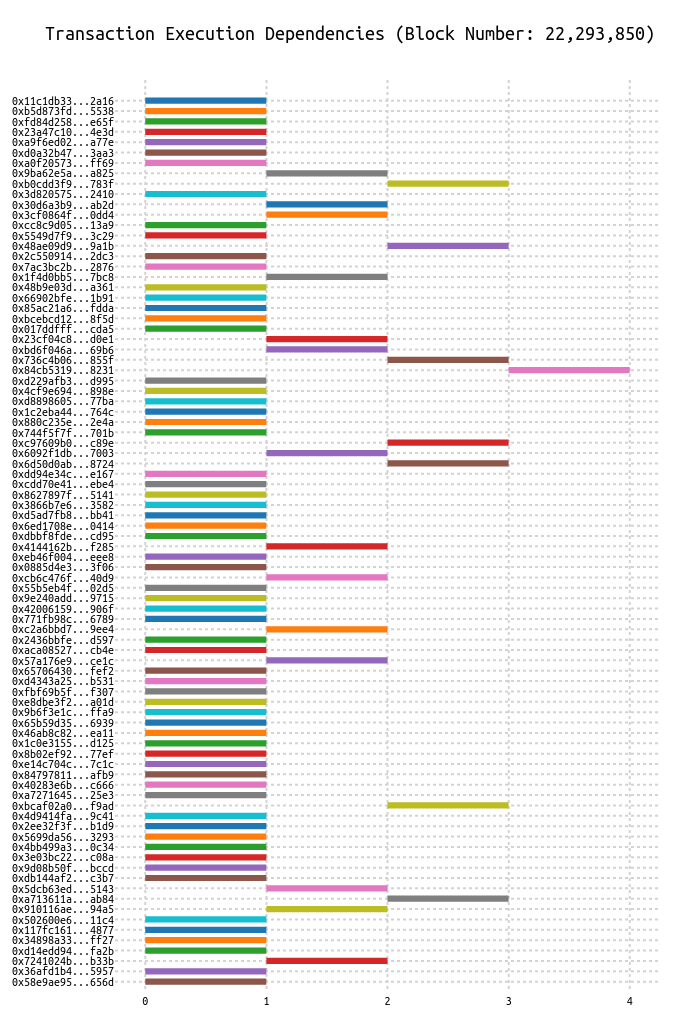 Transaction Execution Dependencies (Block Number: 22,293,850)
0x11c1db33...2a16
0xb5d873fd...5538
0xfd84d258...e65f
0x23a47c10...4e3d
0xa9f6ed02...a77e
0xd0a32b47...3aa3
0xa0f20573...ff69
0x9ba62e5a...a825
0xb0cdd3f9...783f
0x3d820575...2410
0x30d6a3b9...ab2d
0x3cf0864f...0dd4
0xcc8c9d05...13a9
0x5549d7f9...3c29
0x48ae09d9...9a1b
0x2c550914...2dc3
0x7ac3bc2b...2876
0x1f4d0bb5...7bc8
0x48b9e03d...a361
0x66902bfe...1b91
0x85ac21a6...fdda
0xbcebcd12...8f5d
0x017ddfff...cda5
0x23cf04c8...d0e1
0xbd6f046a...69b6
0x736c4b06...855f
0x84cb5319...8231
0xd229afb3...d995
0x4cf9e694...898e
0xd8898605...77ba
0x1c2eba44...764c
0x880c235e...2e4a
0x744f5f7f...701b
0xc97609b0...c89e
0x6092f1db...7003
0x6d50d0ab...8724
0xdd94e34c...e167
0xcdd70e41...ebe4
0x8627897f...5141
0x3866b7e6...3582
0xd5ad7fb8...bb41
0x6ed1708e...0414
0xdbbf8fde...cd95
0x4144162b...f285
0xeb46f004...eee8
0x0885d4e3...3f06
0xcb6c476f...40d9
0x55b5eb4f...02d5
0x9e240add...9715
0x42006159...906f
0x771fb98c...6789
0xc2a6bbd7...9ee4
0x2436bbfe...d597
0xaca08527...cb4e
0x57a176e9...ce1c
0x65706430...fef2
0xd4343a25...b531
0xfbf69b5f...f307
0xe8dbe3f2...a01d
0x9b6f3e1c...ffa9
0x65b59d35...6939
0x46ab8c82...ea11
0x1c0e3155...d125
0x8b02ef92...77ef
0xe14c704c...7c1c
0x84797811...afb9
0x40283e6b...c666
0xa7271645...25e3
0xbcaf02a0...f9ad
0x4d9414fa...9c41
0x2ee32f3f...b1d9
0x5699da56...3293
0x4bb499a3...0c34
0x3e03bc22...c08a
0x9d08b50f...bccd
0xdb144af2...c3b7
0x5dcb63ed...5143
0xa713611a...ab84
0x910116ae...94a5
0x502600e6...11c4
0x117fc161...4877
0x34898a33...ff27
0xd14edd94...fa2b
0x7241024b...b33b
0x36afd1b4...5957
0x58e9ae95...656d
0 1 2 3 4